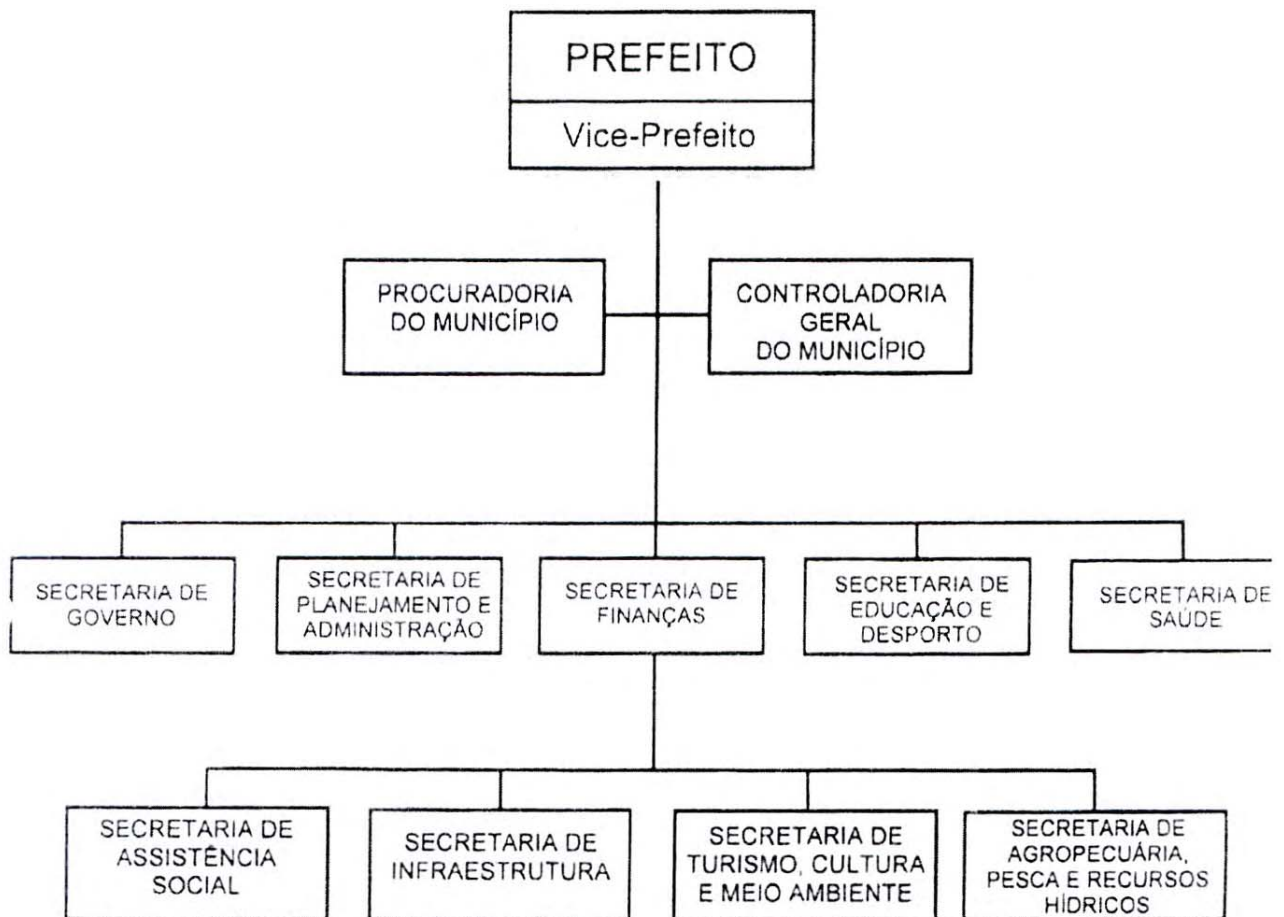 PREFEITO
Vice-Prefeito
PROCURADORIA
DO MUNICÍPIO
CONTROLADORIA
GERAL
DO MUNICÍPIO
SECRETARIA DE
GOVERNO
SECRETARIA DE
PLANEJAMENTO E
ADMINISTRAÇÃO
SECRETARIA DE
FINANÇAS
SECRETARIA DE
EDUCAÇÃO E
DESPORTO
SECRETARIA DE
SAÚDE
SECRETARIA DE
ASSISTÊNCIA
SOCIAL
SECRETARIA DE
INFRAESTRUTURA
SECRETARIA DE
TURISMO, CULTURA
E MEIO AMBIENTE
SECRETARIA DE
AGROPECUÁRIA,
PESCA E RECURSOS
HÍDRICOS